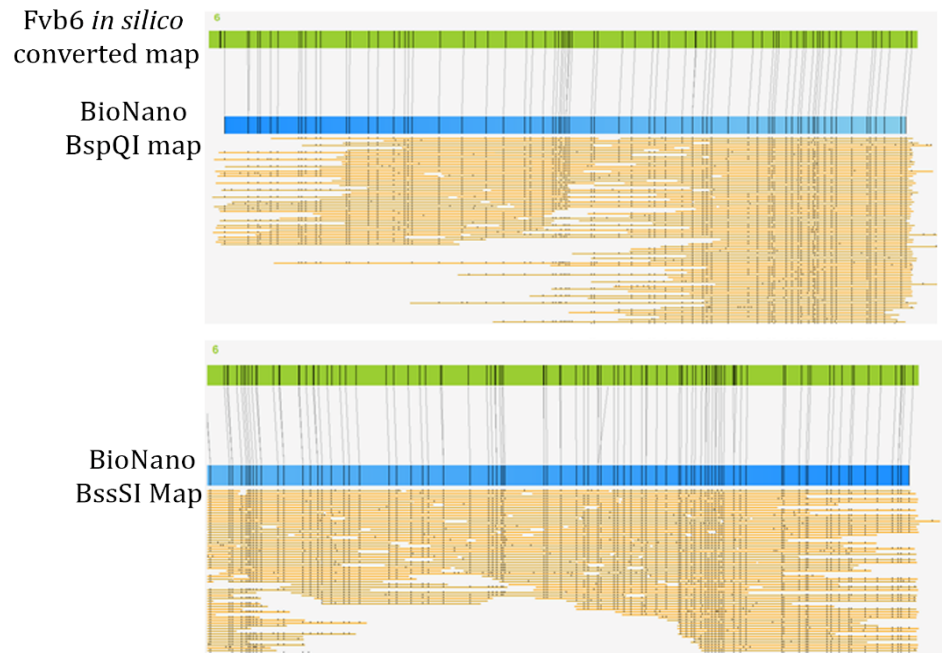 6
Fvb6 in silico
converted map
BioNano
BspQI map
6
BioNano
BssSI Map